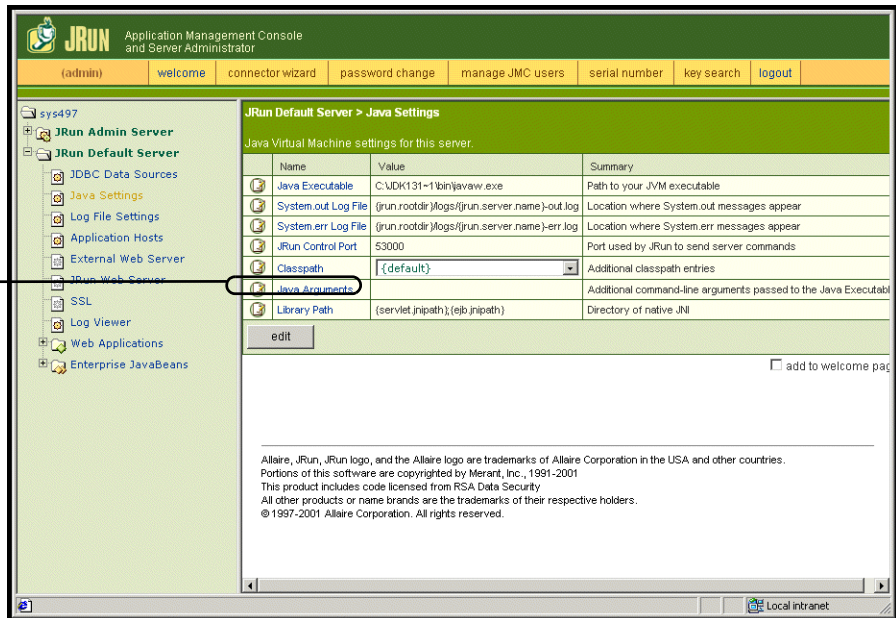 JRUN Application Management Console
and Server Administrator
(admin) welcome connector wizard password change manage JMC users serial number key search logout
sys497
JRun Admin Server
JRun Default Server
JDBC Data Sources
Java Settings
Log File Settings
Application Hosts
External Web Server
JRun Web Server
SSL
Log Viewer
Web Applications
Enterprise JavaBeans
JRun Default Server > Java Settings
Java Virtual Machine settings for this server.
Name Value Summary
Java Executable C:\JDK131~1\bin\javaw.exe Path to your JVM executable
System.out Log File {jrun.rootdir}/logs/{jrun.server.name}-out.log Location where System.out messages appear
System.err Log File {jrun.rootdir}/logs/{jrun.server.name}-err.log Location where System.err messages appear
JRun Control Port 53000 Port used by JRun to send server commands
Classpath {default} Additional classpath entries
Java Arguments Additional command-line arguments passed to the Java Executabl
Library Path {servlet.jnipath};{ejb.jnipath} Directory of native JNI
edit
add to welcome pag
Allaire, JRun, JRun logo, and the Allaire logo are trademarks of Allaire Corporation in the USA and other countries.
Portions of this software are copyrighted by Merant, Inc., 1991-2001
This product includes code licensed from RSA Data Security
All other products or name brands are the trademarks of their respective holders.
© 1997-2001 Allaire Corporation. All rights reserved.
Local intranet